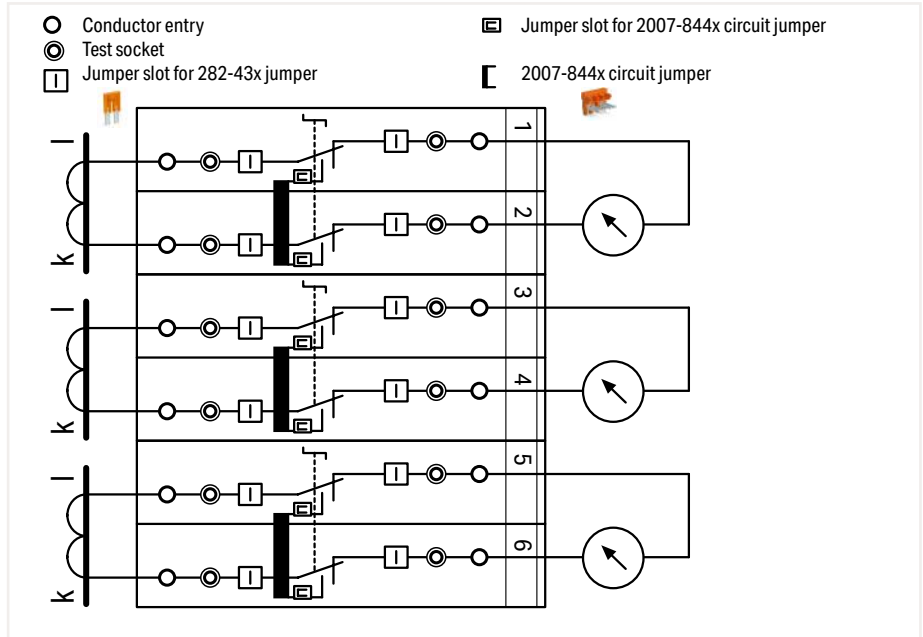 Conductor entry
Jumper slot for 2007-844x circuit jumper
Test socket
Jumper slot for 282-43x jumper
2007-844x circuit jumper
l
1
2
k
l
3
4
k
l
5
6
k